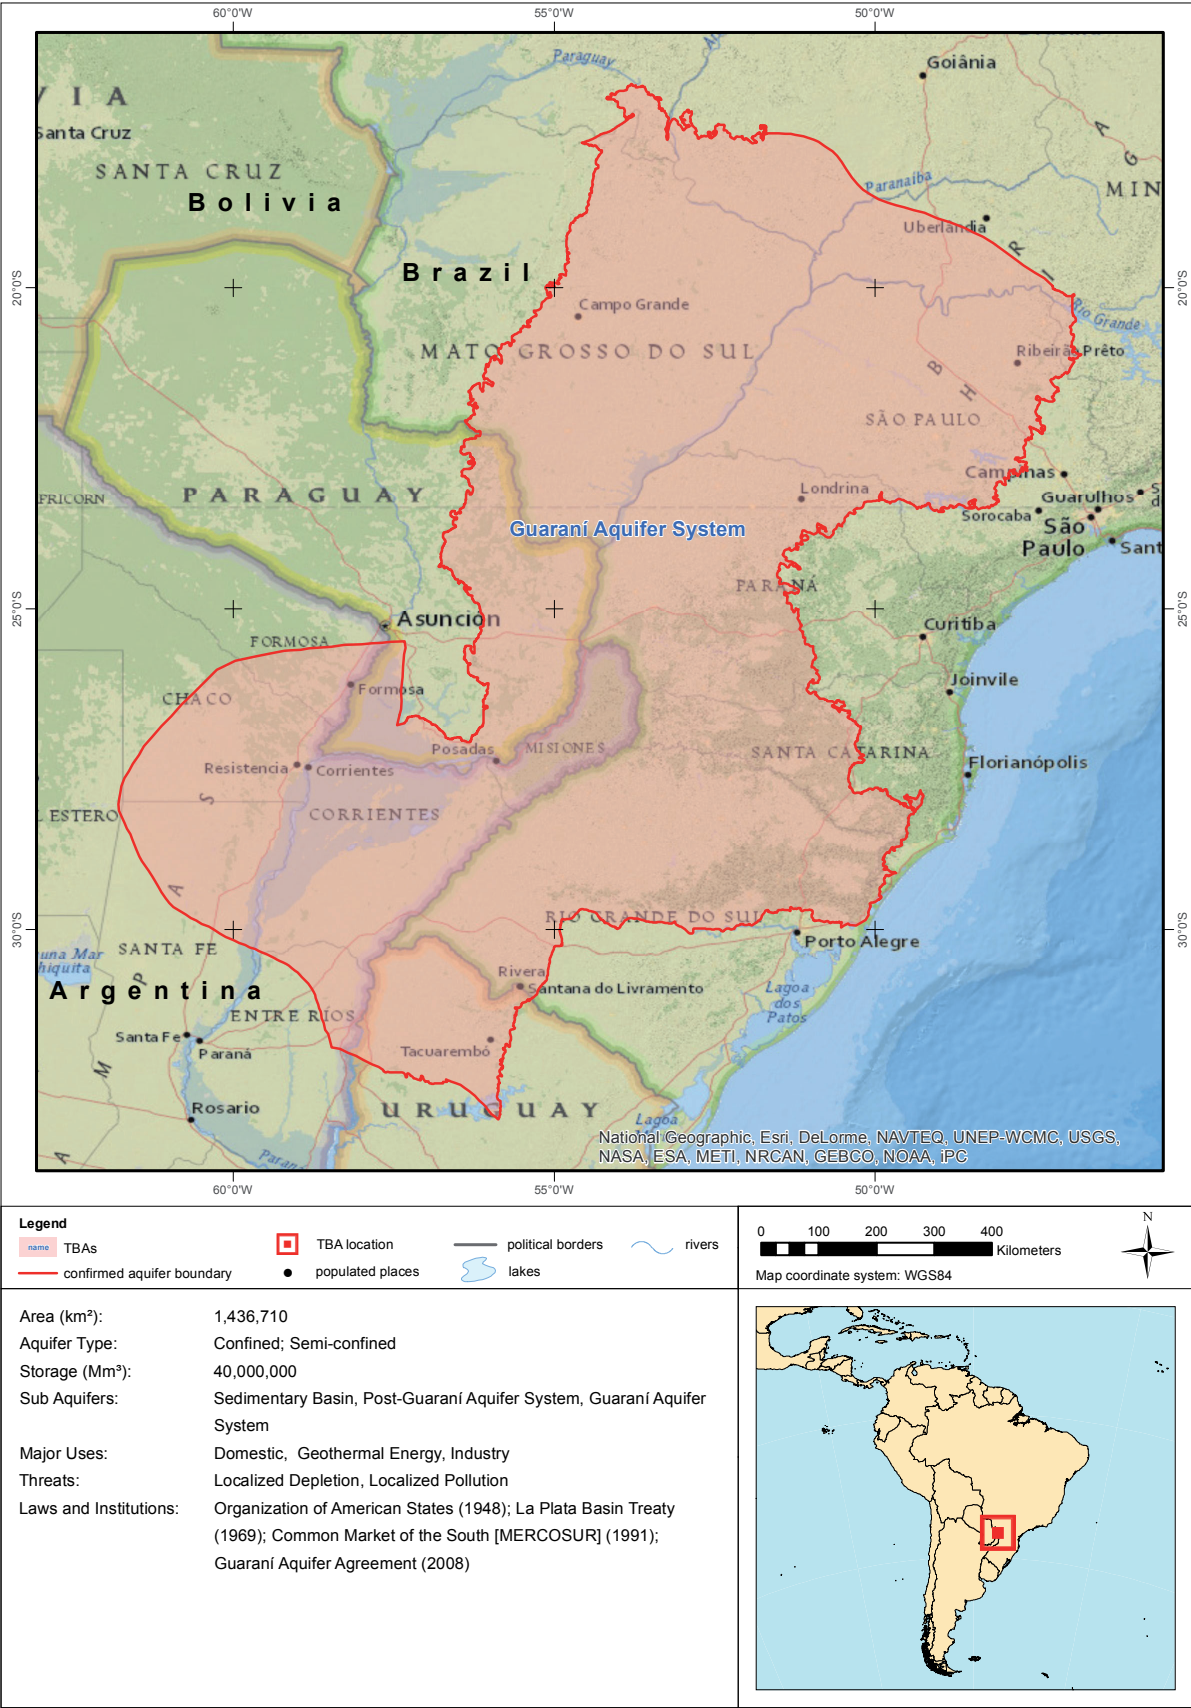 60°0'W 55°0'W 50°0'W
Paraguay
Goiânia
V I A
Santa Cruz
SANTA CRUZ
Bolivia
Paranaíba
MIN
Uberlândia
Brazil
20°0'S
20°0'S
Campo Grande
Rio Grande
Ribeirão Prêto
MATO GROSSO DO SUL
SÃO PAULO
Campinas
FRICORN
PARAGUAY
Londrina
Guarulhos
Sorocaba
São
Paulo
Sant
Guaraní Aquifer System
PARANÁ
25°0'S
25°0'S
Asunción
Curitiba
FORMOSA
Joinvile
CHACO
Formosa
Posadas
MISIONES
SANTA CATARINA
Florianópolis
Resistencia
Corrientes
ESTERO
CORRIENTES
RIO GRANDE DO SUL
30°0'S
30°0'S
Porto Alegre
SANTA FE
una Mar
hiquita
Rivera
Santana do Livramento
Lagoa
dos
Patos
Argentina
ENTRE RÍOS
Santa Fe
Paraná
Tacuarembó
Rosario
URUGUAY
Lagoa
Paraná
National Geographic, Esri, DeLorme, NAVTEQ, UNEP-WCMC, USGS,
NASA, ESA, METI, NRCAN, GEBCO, NOAA, iPC
60°0'W 55°0'W 50°0'W
Legend
name TBAs
TBA location
political borders
rivers
confirmed aquifer boundary
populated places
lakes
0 100 200 300 400
Kilometers
N
Map coordinate system: WGS84
Area (km²): 1,436,710
Aquifer Type: Confined; Semi-confined
Storage (Mm³): 40,000,000
Sub Aquifers: Sedimentary Basin, Post-Guaraní Aquifer System, Guaraní Aquifer
System
Major Uses: Domestic, Geothermal Energy, Industry
Threats: Localized Depletion, Localized Pollution
Laws and Institutions: Organization of American States (1948); La Plata Basin Treaty
(1969); Common Market of the South [MERCOSUR] (1991);
Guaraní Aquifer Agreement (2008)